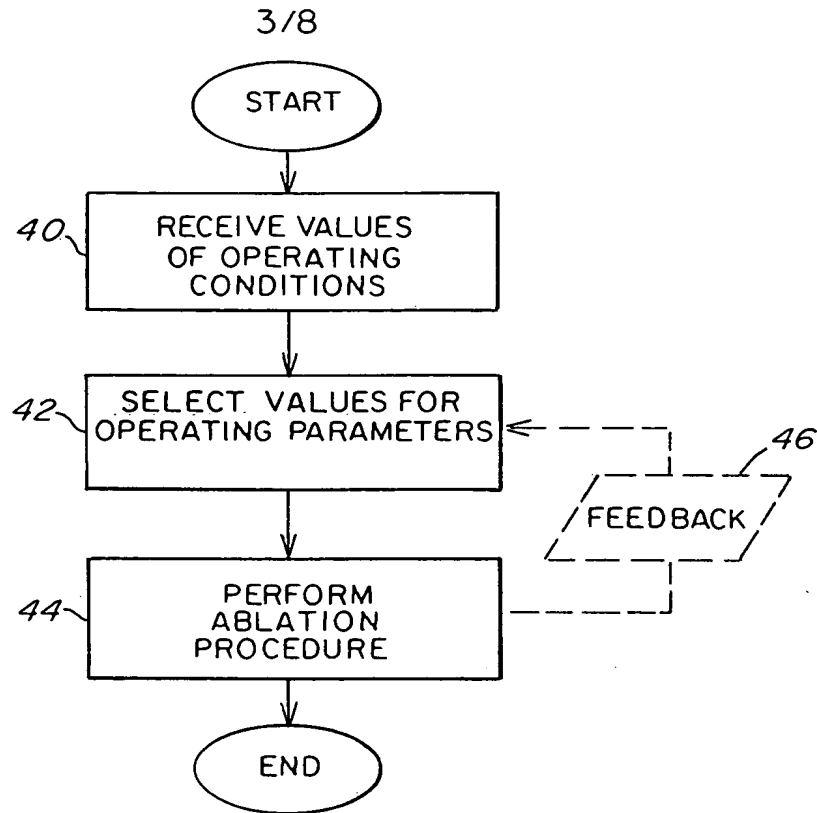 3/8
START
40
RECEIVE VALUES
OF OPERATING
CONDITIONS
42
SELECT VALUES FOR
OPERATING PARAMETERS
46
FEEDBACK
44
PERFORM
ABLATION
PROCEDURE
END